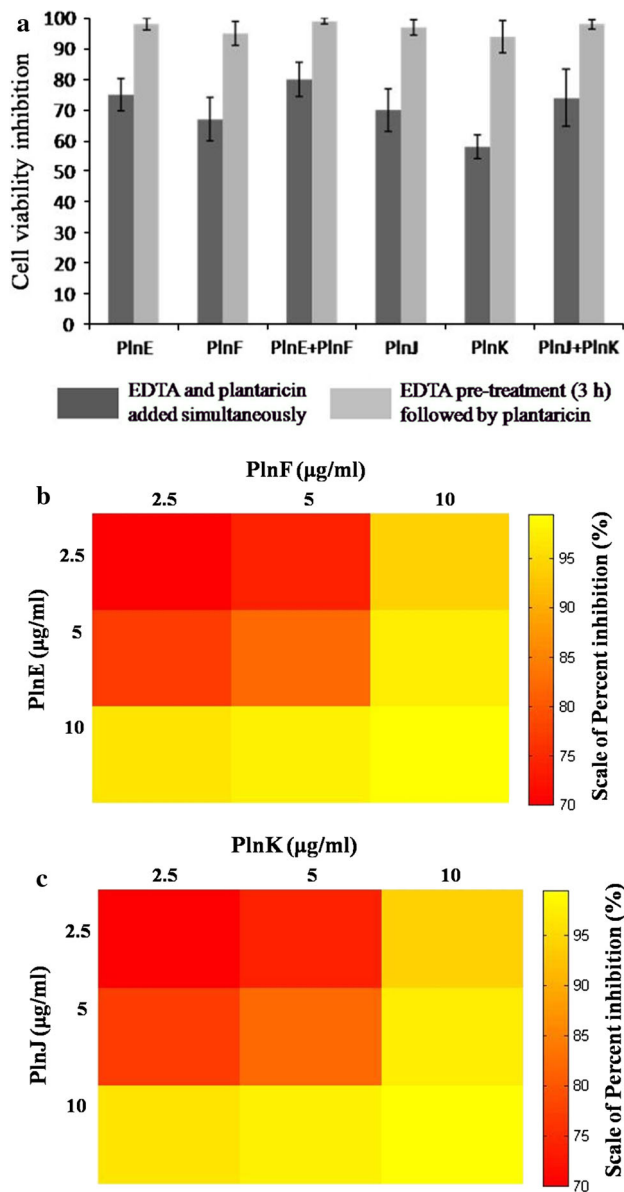 a
Cell viability inhibition
100
90
80
70
60
50
40
30
20
10
0
PlnE PlnF PlnE+PlnF PlnJ PlnK PlnJ+PlnK
EDTA and plantaricin
added simultaneously
EDTA pre-treatment (3 h)
followed by plantaricin
b
PlnF (µg/ml)
2.5 5 10
PlnE (µg/ml)
2.5
5
10
95
90
85
80
75
70
Scale of Percent inhibition (%)
c
PlnK (µg/ml)
2.5 5 10
PlnJ (µg/ml)
2.5
5
10
95
90
85
80
75
70
Scale of Percent inhibition (%)